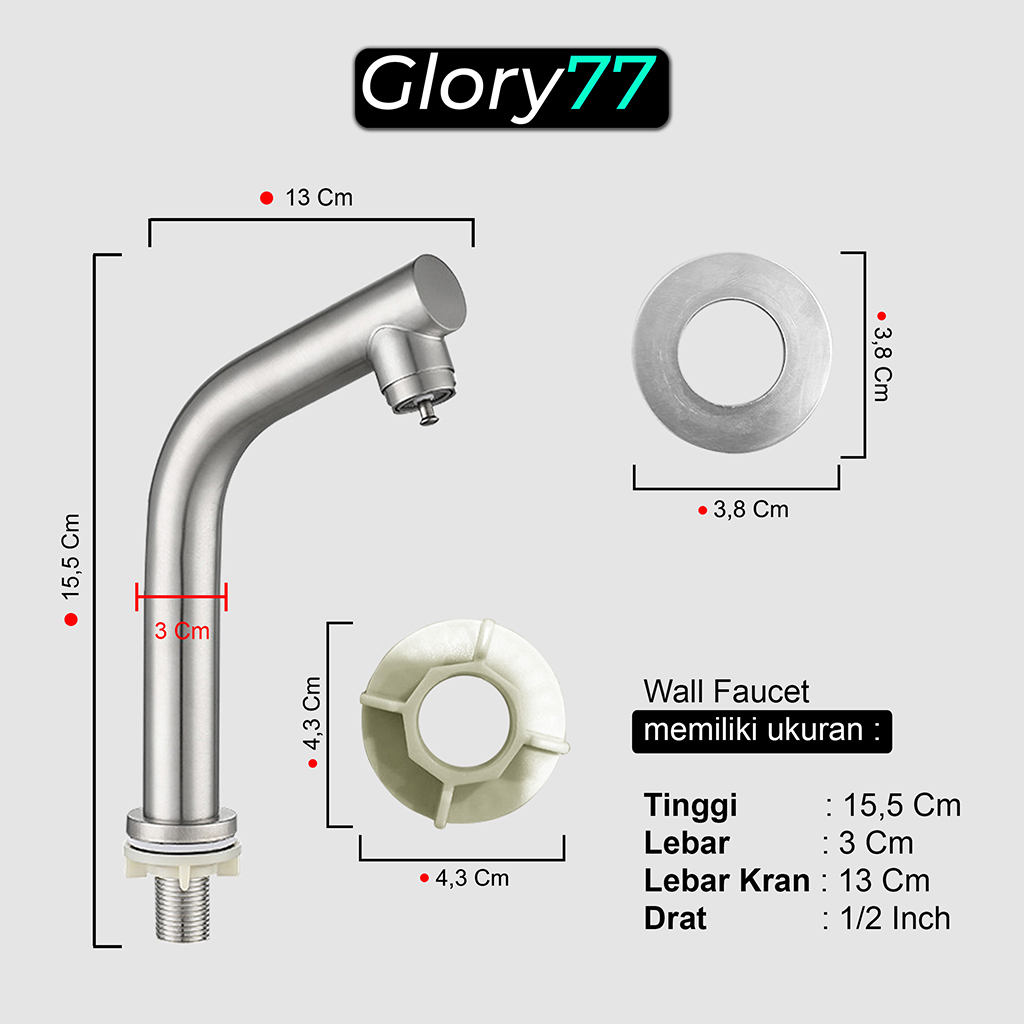 Glory77
13 Cm
15,5 Cm
3 Cm
3,8 Cm
3,8 Cm
4,3 Cm
4,3 Cm
Wall Faucet
memiliki ukuran :
Tinggi : 15,5 Cm
Lebar : 3 Cm
Lebar Kran : 13 Cm
Drat : 1/2 Inch